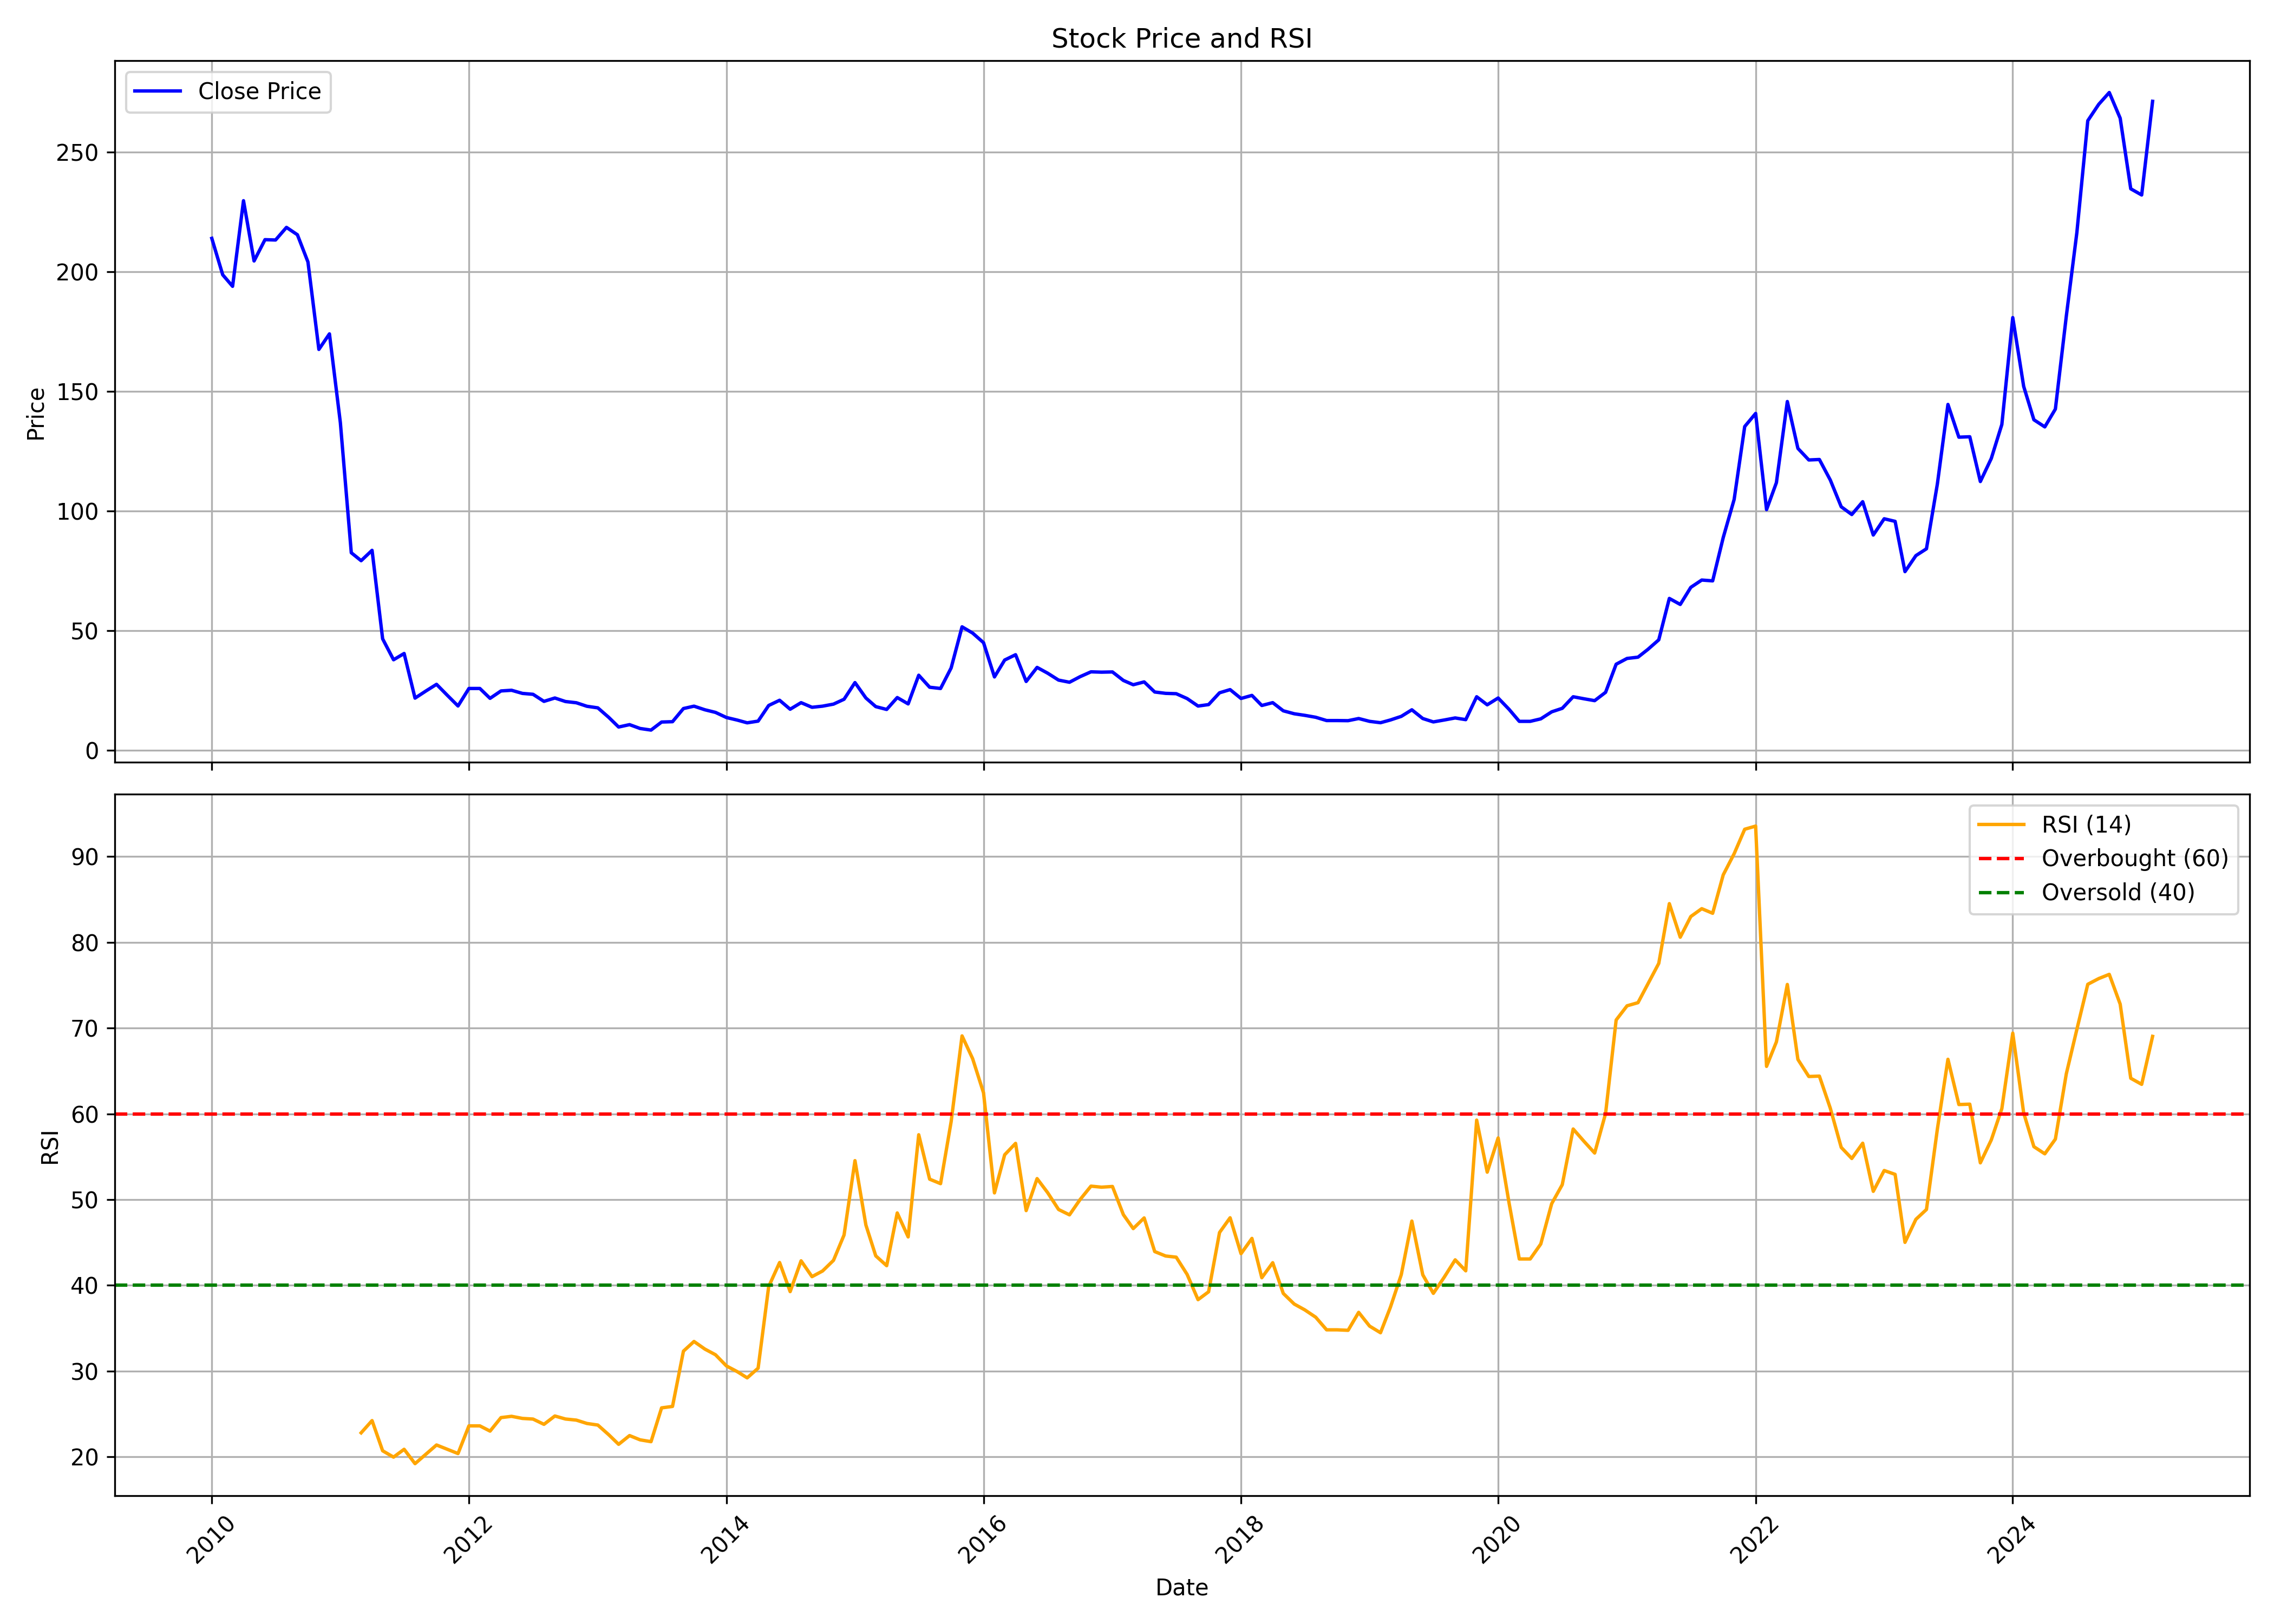 Stock Price and RSI
Close Price
250
200
150
100
50
0
Price
RSI (14)
Overbought (60)
Oversold (40)
90
80
70
60
50
40
30
20
RSI
2010
2012
2014
2016
2018
2020
2022
2024
Date